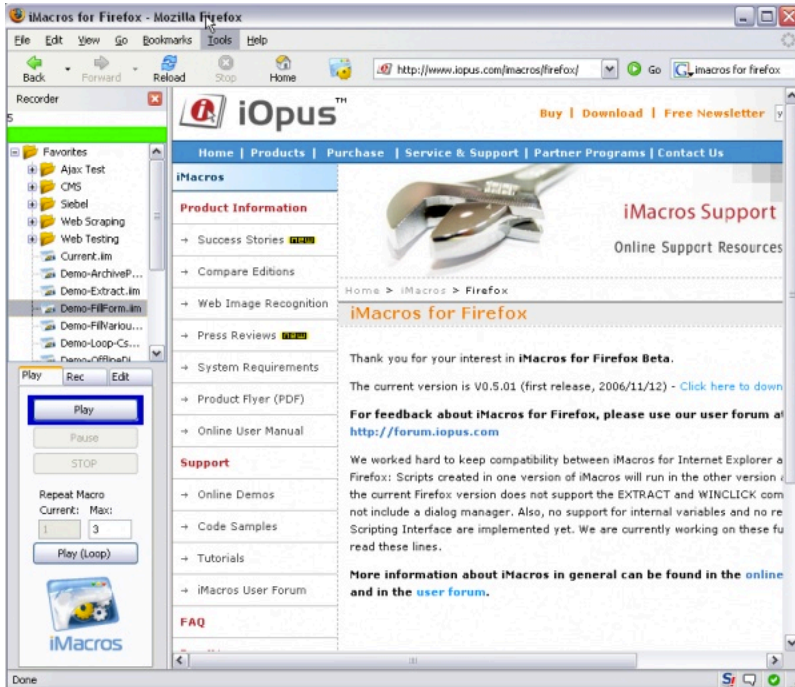 iMacros for Firefox - Mozilla Firefox
File Edit View Go Bookmarks Tools Help
Back Forward Reload Stop Home http://www.iopus.com/imacros/firefox/ Go imacros for firefox
Recorder
5
Favorites
Ajax Test
CMS
Siebel
Web Scraping
Web Testing
Current.iim
Demo-ArchiveP...
Demo-Extract.iim
Demo-FillForm.iim
Demo-FillVariou...
Demo-Loop-Cs...
Demo-OfflineDi...
Play Rec Edit
Play
Pause
STOP
Repeat Macro
Current: Max:
1 3
Play (Loop)
iMacros
iOpus™
Buy | Download | Free Newsletter
Home | Products | Purchase | Service & Support | Partner Programs | Contact Us
iMacros
Product Information
→ Success Stories NEW
→ Compare Editions
→ Web Image Recognition
→ Press Reviews NEW
→ System Requirements
→ Product Flyer (PDF)
→ Online User Manual
Support
→ Online Demos
→ Code Samples
→ Tutorials
→ iMacros User Forum
FAQ
iMacros Support
Online Support Resources
Home > iMacros > Firefox
iMacros for Firefox
Thank you for your interest in iMacros for Firefox Beta.
The current version is V0.5.01 (first release, 2006/11/12) - Click here to down
For feedback about iMacros for Firefox, please use our user forum at
http://forum.iopus.com
We worked hard to keep compatibility between iMacros for Internet Explorer a
Firefox: Scripts created in one version of iMacros will run in the other version
the current Firefox version does not support the EXTRACT and WINCLICK com
not include a dialog manager. Also, no support for internal variables and no re
Scripting Interface are implemented yet. We are currently working on these fu
read these lines.
More information about iMacros in general can be found in the online
and in the user forum.
Done